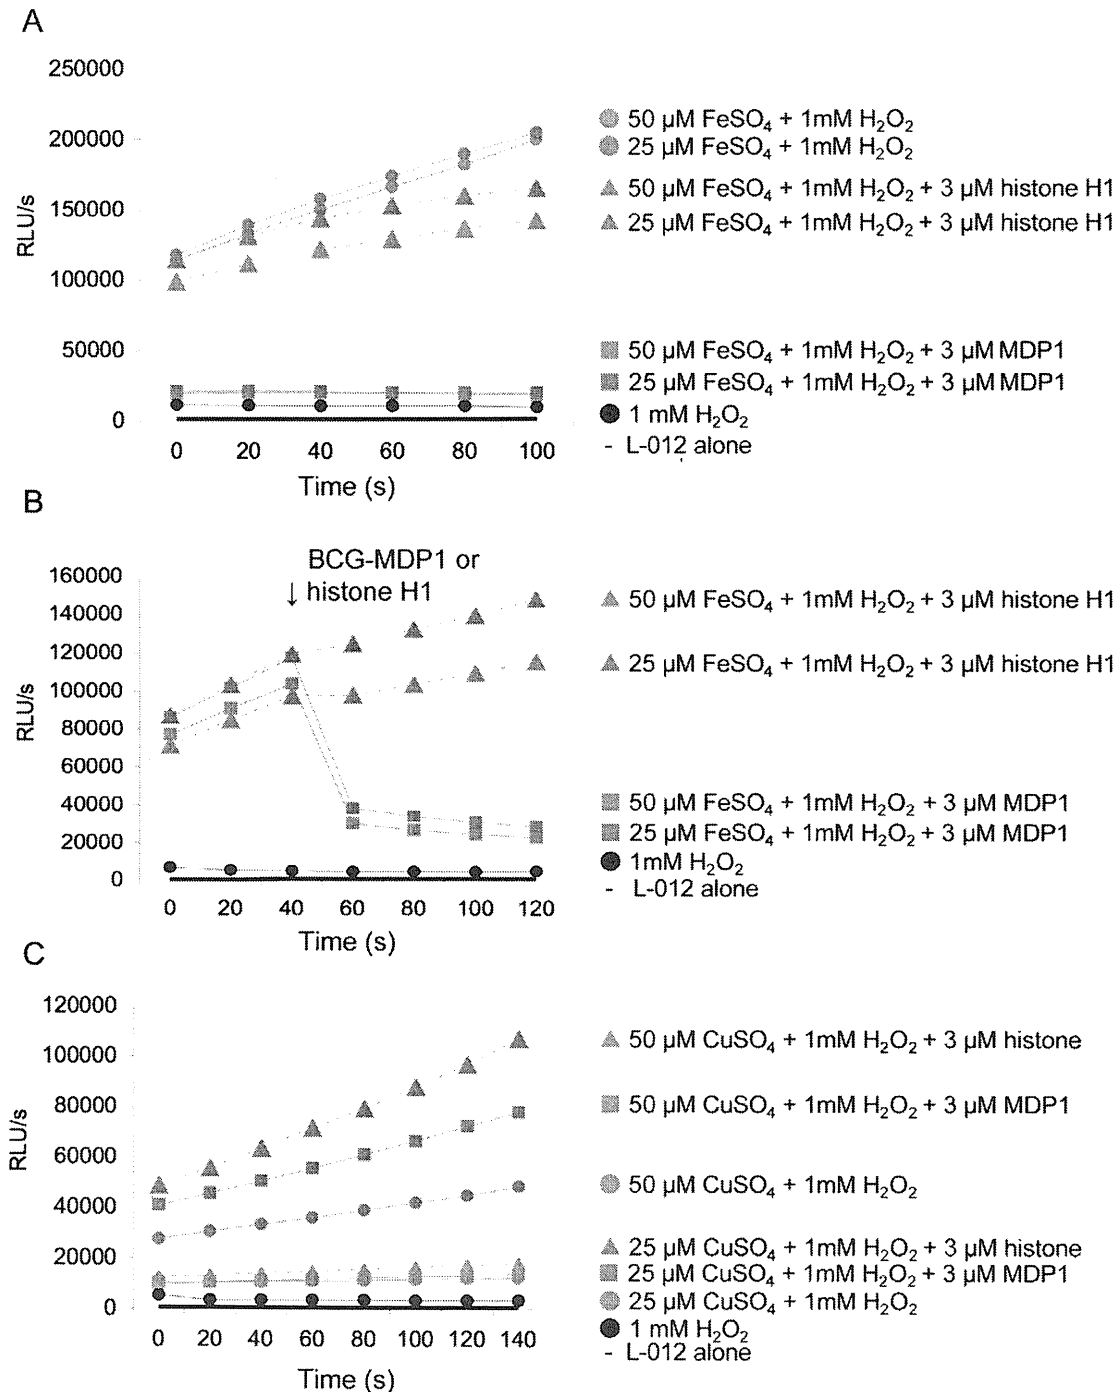 A
250000
200000
150000
100000
50000
0
RLU/s
0 20 40 60 80 100
Time (s)
50 µM FeSO₄ + 1mM H₂O₂
25 µM FeSO₄ + 1mM H₂O₂
50 µM FeSO₄ + 1mM H₂O₂ + 3 µM histone H1
25 µM FeSO₄ + 1mM H₂O₂ + 3 µM histone H1
50 µM FeSO₄ + 1mM H₂O₂ + 3 µM MDP1
25 µM FeSO₄ + 1mM H₂O₂ + 3 µM MDP1
1 mM H₂O₂
- L-012 alone
B
BCG-MDP1 or
↓ histone H1
160000
140000
120000
100000
80000
60000
40000
20000
0
RLU/s
0 20 40 60 80 100 120
Time (s)
50 µM FeSO₄ + 1mM H₂O₂ + 3 µM histone H1
25 µM FeSO₄ + 1mM H₂O₂ + 3 µM histone H1
50 µM FeSO₄ + 1mM H₂O₂ + 3 µM MDP1
25 µM FeSO₄ + 1mM H₂O₂ + 3 µM MDP1
1mM H₂O₂
- L-012 alone
C
120000
100000
80000
60000
40000
20000
0
RLU/s
0 20 40 60 80 100 120 140
Time (s)
50 µM CuSO₄ + 1mM H₂O₂ + 3 µM histone
50 µM CuSO₄ + 1mM H₂O₂ + 3 µM MDP1
50 µM CuSO₄ + 1mM H₂O₂
25 µM CuSO₄ + 1mM H₂O₂ + 3 µM histone
25 µM CuSO₄ + 1mM H₂O₂ + 3 µM MDP1
25 µM CuSO₄ + 1mM H₂O₂
1 mM H₂O₂
- L-012 alone